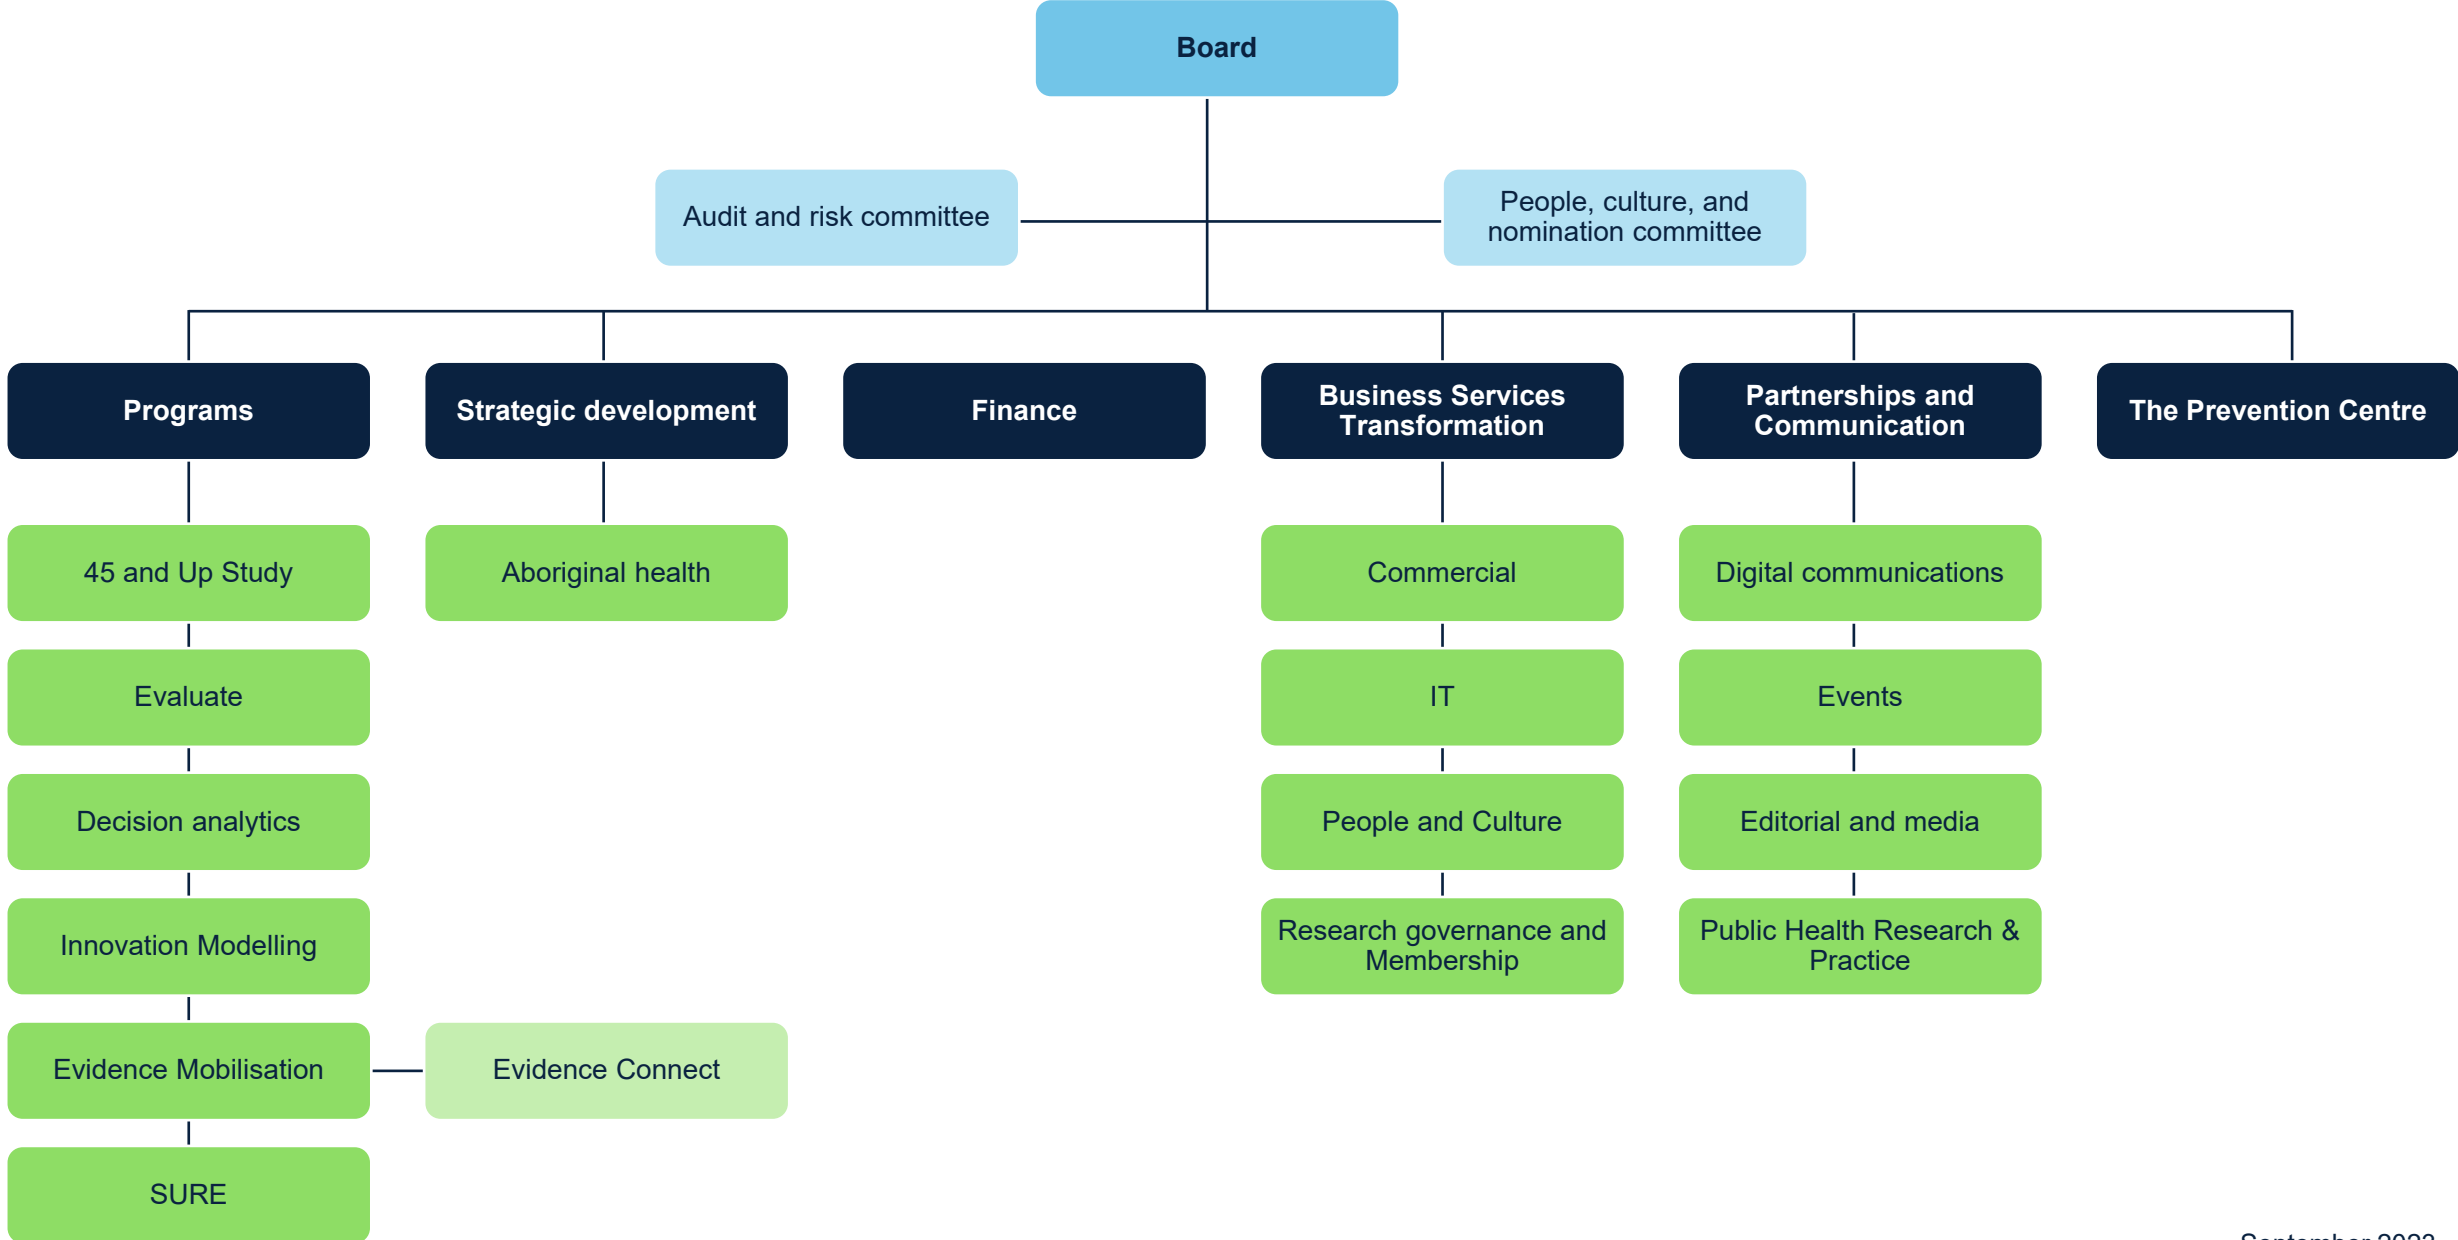 Board
Audit and risk committee
People, culture, and
nomination committee
Programs
Strategic development
Finance
Business Services
Transformation
Partnerships and
Communication
The Prevention Centre
45 and Up Study
Aboriginal health
Commercial
Digital communications
Evaluate
IT
Events
Decision analytics
People and Culture
Editorial and media
Innovation Modelling
Research governance and
Membership
Public Health Research &
Practice
Evidence Mobilisation
Evidence Connect
SURE
September 2023